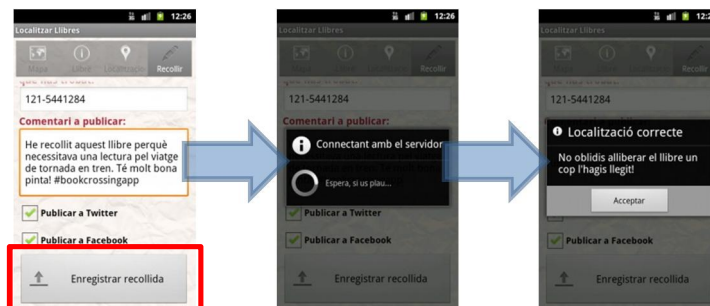 12:26
Localitzar Llibres
Mapa Llibre Localització Recollir
121-5441284
Comentari a publicar:
He recollit aquest llibre perquè
necessitava una lectura pel viatge
de tornada en tren. Té molt bona
pinta! #bookcrossingapp
Publicar a Twitter
Publicar a Facebook
Enregistrar recollida
12:26
Localitzar Llibres
Recollir
121-5441284
Comentari a publicar:
Connectant amb el servidor
Espera, si us plau...
Publicar a Twitter
Publicar a Facebook
Enregistrar recollida
Localitzar Llibres
Recollir
121-5441284
Localització correcte
No oblidis alliberar el llibre un
cop l'hagis llegit!
Acceptar
Publicar a Facebook
Enregistrar recollida